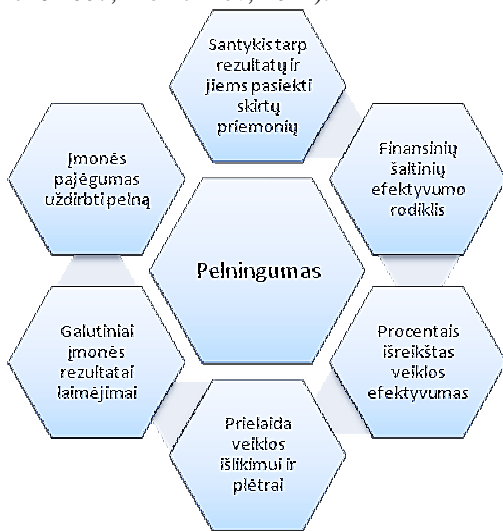 Santykis tarp
rezultatų ir
jiems pasiekti
skirtų
priemonių
Įmonės
pajėgumas
uždirbti pelną
Finansinių
šaltinių
efektyvumo
rodiklis
Pelningumas
Galutiniai
įmonės
rezultatai
laimėjimai
Procentais
išreikštas
veiklos
efektyvumas
Prielaida
veiklos
išlikimui ir
plėtrai